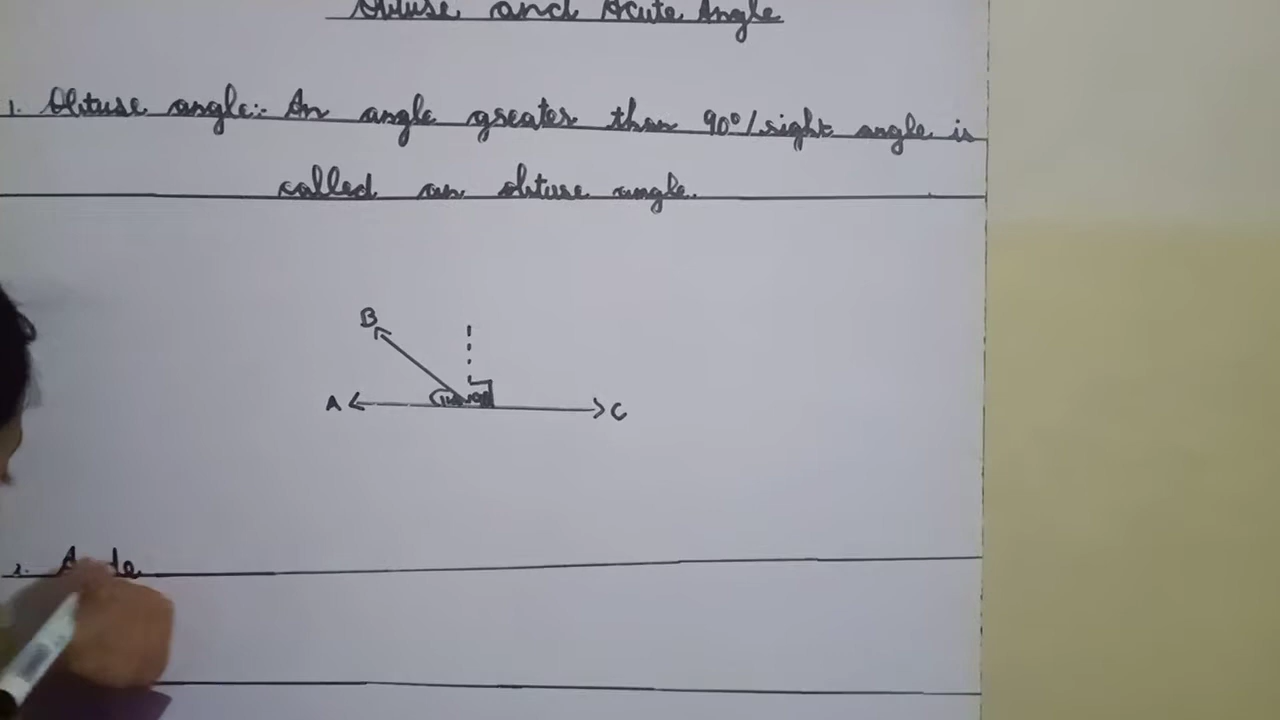 Obtuse and Acute Angle
1. Obtuse angle:- An angle greater than 90°/right angle is
called an obtuse angle.
B
A
C
2. A